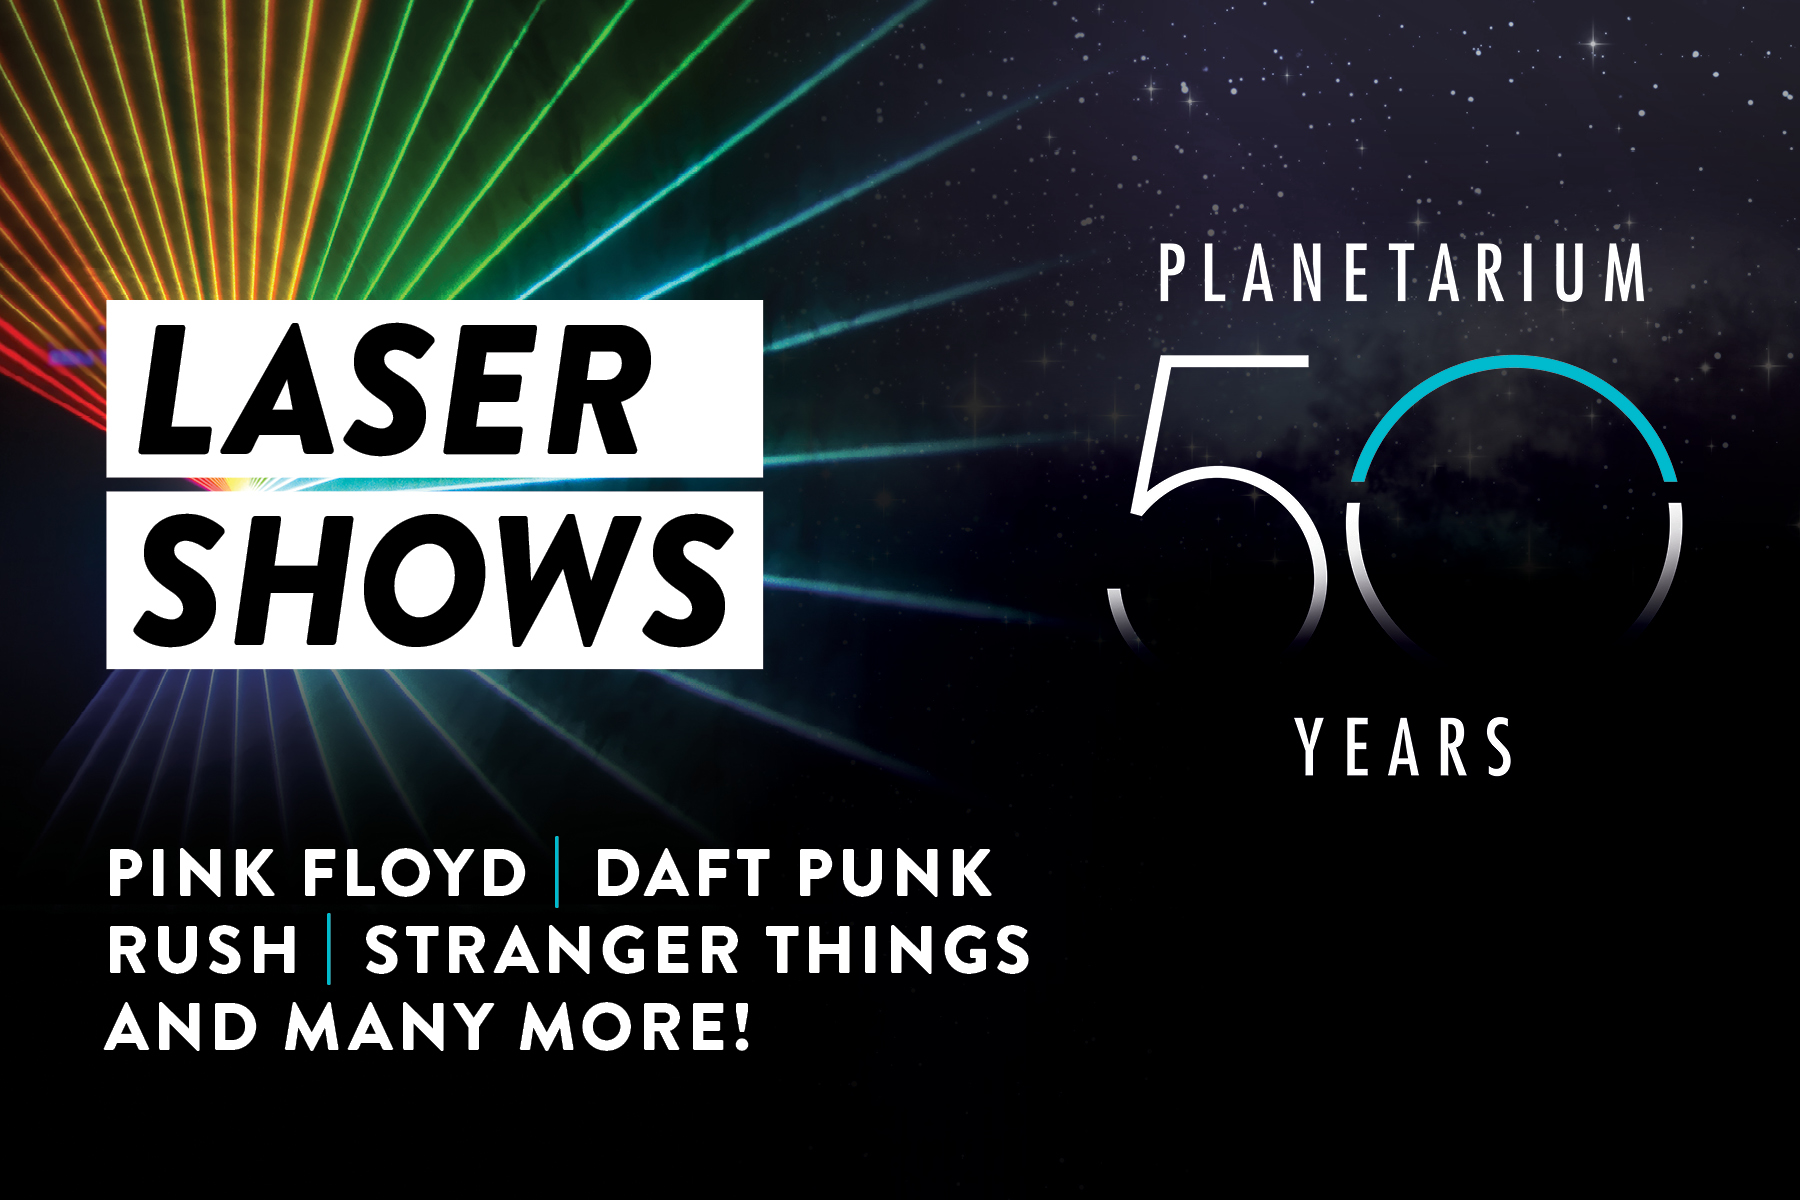 LASER
SHOWS
PLANETARIUM
50
YEARS
PINK FLOYD | DAFT PUNK
RUSH | STRANGER THINGS
AND MANY MORE!